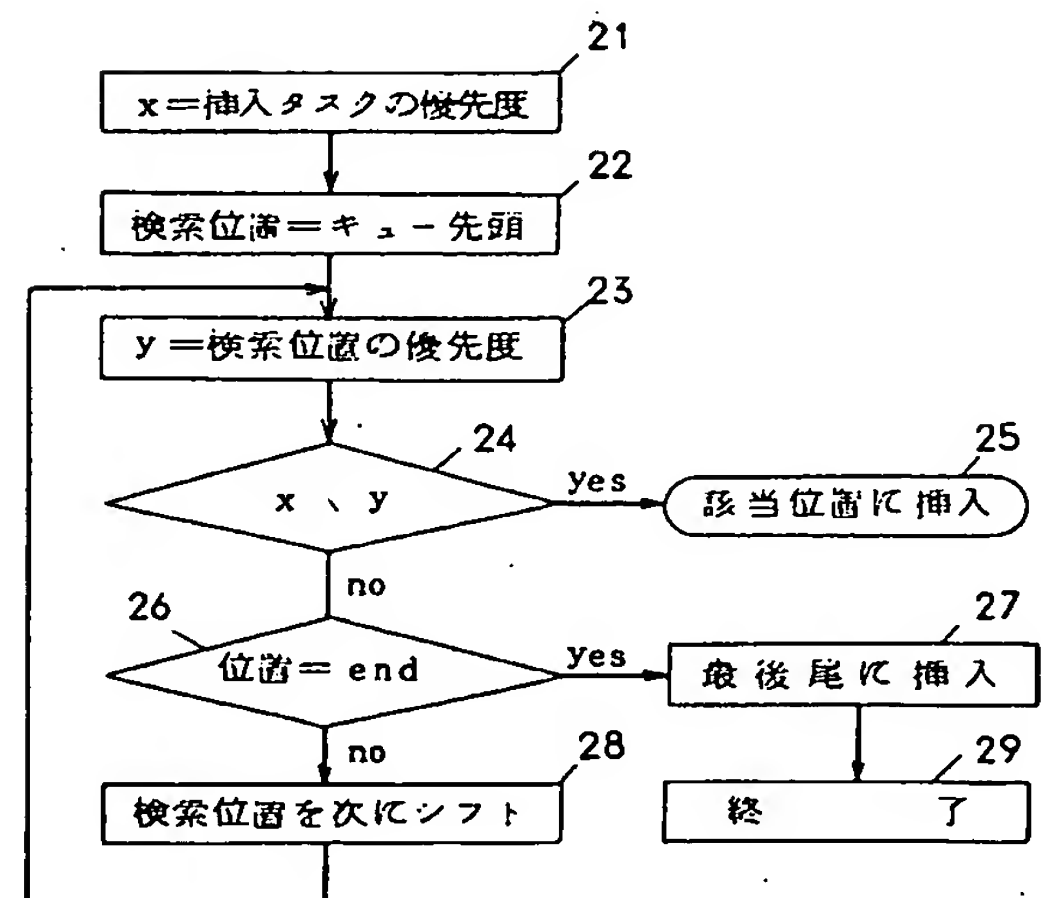 21
x=挿入タスクの優先度
22
検索位置=キュー先頭
23
y=検索位置の優先度
24
x 、 y
yes
25
該当位置に挿入
no
26
位置=end
yes
27
最後尾に挿入
no
28
検索位置を次にシフト
29
終 了